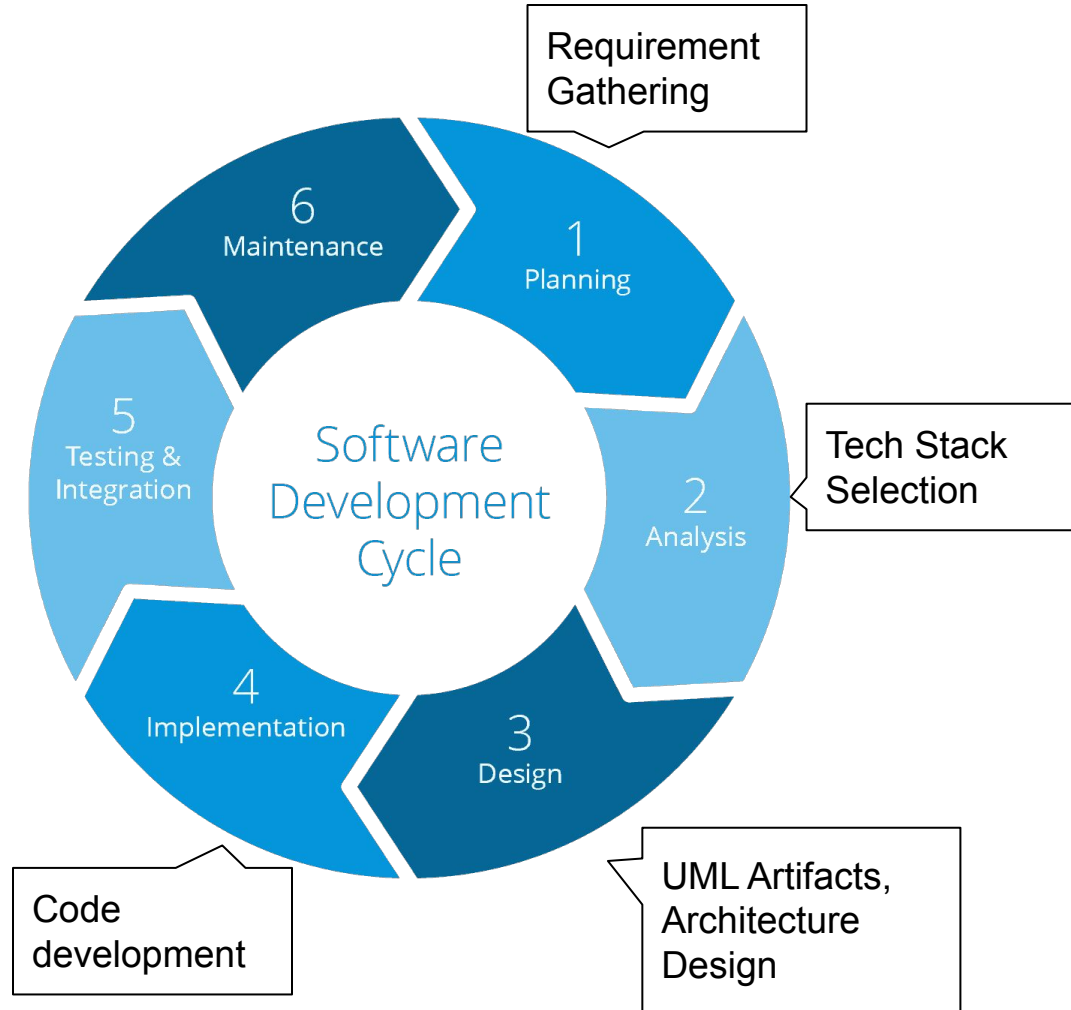 Requirement
Gathering
6
Maintenance
1
Planning
5
Testing &
Integration
Software
Development
Cycle
2
Analysis
Tech Stack
Selection
4
Implementation
3
Design
Code
development
UML Artifacts,
Architecture
Design